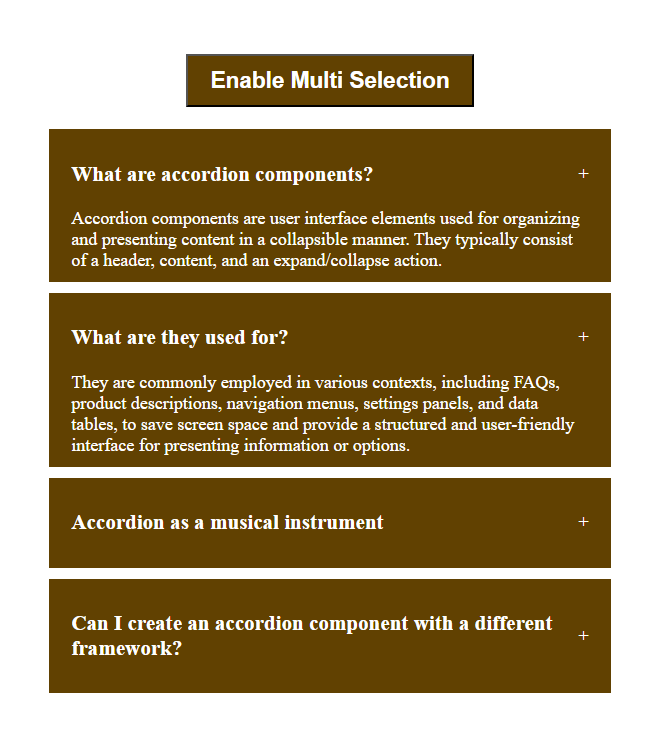 Enable Multi Selection
What are accordion components? +
Accordion components are user interface elements used for organizing
and presenting content in a collapsible manner. They typically consist
of a header, content, and an expand/collapse action.
What are they used for? +
They are commonly employed in various contexts, including FAQs,
product descriptions, navigation menus, settings panels, and data
tables, to save screen space and provide a structured and user-friendly
interface for presenting information or options.
Accordion as a musical instrument +
Can I create an accordion component with a different
framework? +